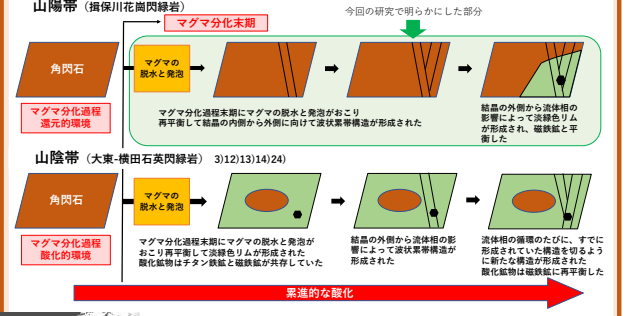 山陽帯(揖保川花崗閃緑岩)
マグマ分化末期
今回の研究で明らかにした部分
角閃石
マグマの
脱水と発泡
マグマ分化過程
還元的環境
マグマ分化過程末期にマグマの脱水と発泡がおこり
再平衡して結晶の内側から外側に向けて波状累帯構造が形成された
結晶の外側から流体相の
影響によって淡緑色リム
が形成され、磁鉄鉱と平
衡した
山陰帯(大東-横田石英閃緑岩) 3)12)13)14)24)
角閃石
マグマの
脱水と発泡
マグマ分化過程
酸化的環境
マグマ分化過程末期にマグマの脱水と発泡が
おこり再平衡して淡緑色リムが形成された
酸化鉱物はチタン鉄鉱と磁鉄鉱が共存していた
結晶の外側から流体相の影
響によって波状累帯構造が
形成された
流体相の循環のたびに、すでに
形成されていた構造を切るよう
に新たな構造が形成された
酸化鉱物は磁鉄鉱に再平衡した
累進的な酸化